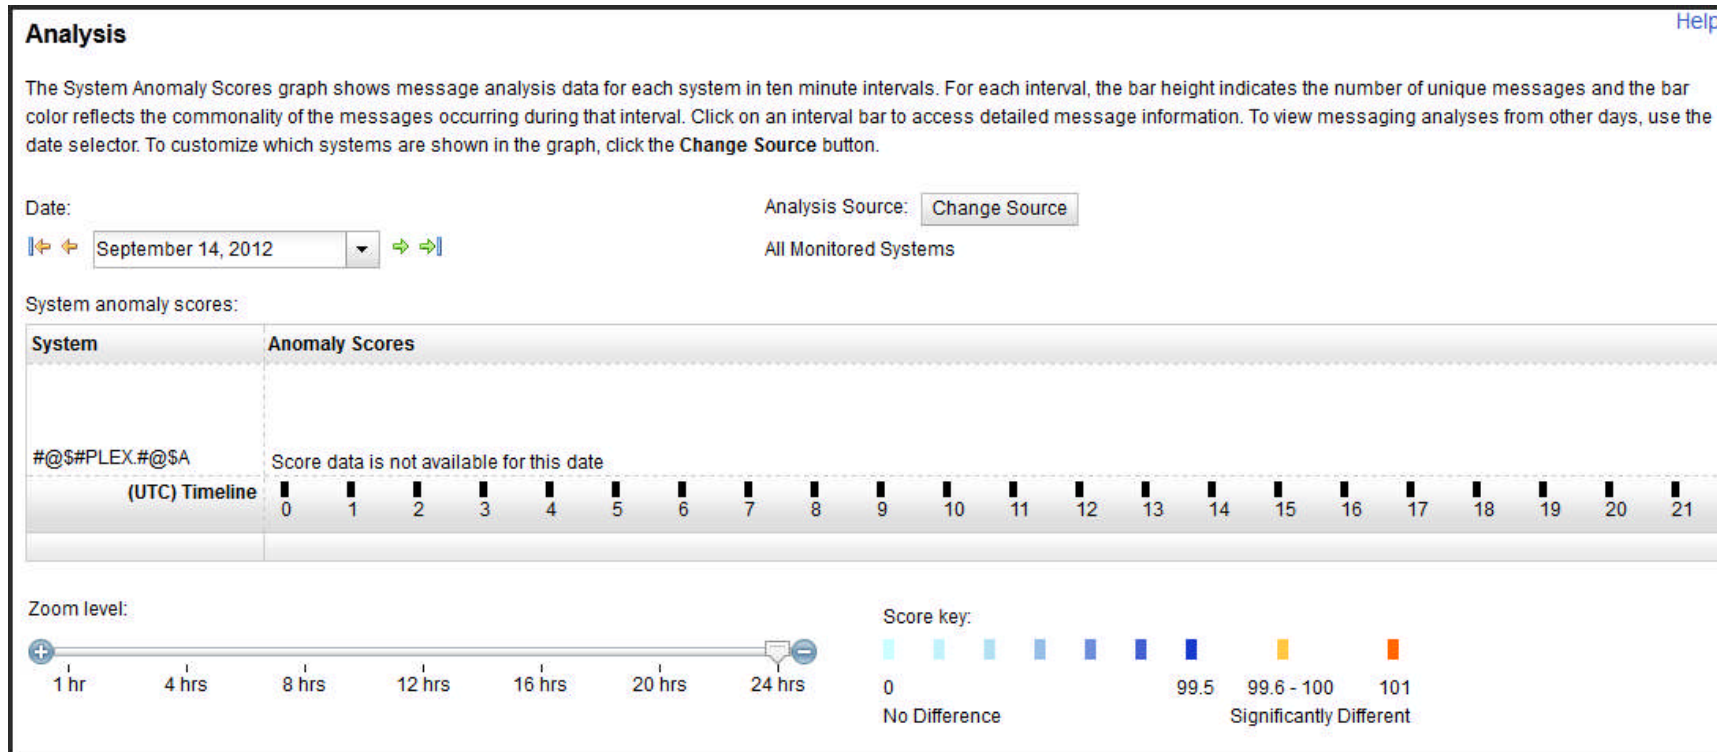 Analysis
Help
The System Anomaly Scores graph shows message analysis data for each system in ten minute intervals. For each interval, the bar height indicates the number of unique messages and the bar
color reflects the commonality of the messages occurring during that interval. Click on an interval bar to access detailed message information. To view messaging analyses from other days, use the
date selector. To customize which systems are shown in the graph, click the Change Source button.
Date:
Analysis Source: Change Source
September 14, 2012
All Monitored Systems
System anomaly scores:
System Anomaly Scores
#@$#PLEX.#@$A Score data is not available for this date
(UTC) Timeline 0 1 2 3 4 5 6 7 8 9 10 11 12 13 14 15 16 17 18 19 20 21
Zoom level:
1 hr 4 hrs 8 hrs 12 hrs 16 hrs 20 hrs 24 hrs
Score key:
0 99.5 99.6 - 100 101
No Difference Significantly Different